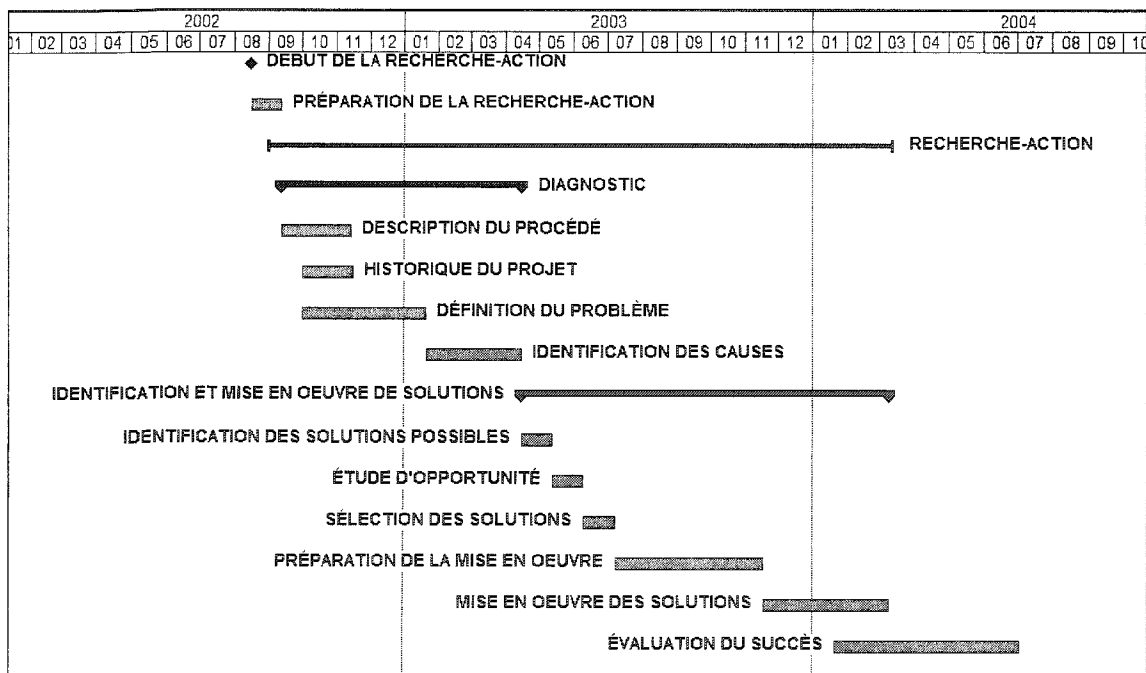 2002 2003 2004
01 02 03 04 05 06 07 08 09 10 11 12 01 02 03 04 05 06 07 08 09 10 11 12 01 02 03 04 05 06 07 08 09 10
DEBUT DE LA RECHERCHE-ACTION
PRÉPARATION DE LA RECHERCHE-ACTION
RECHERCHE-ACTION
DIAGNOSTIC
DESCRIPTION DU PROCÉDÉ
HISTORIQUE DU PROJET
DÉFINITION DU PROBLÈME
IDENTIFICATION DES CAUSES
IDENTIFICATION ET MISE EN OEUVRE DE SOLUTIONS
IDENTIFICATION DES SOLUTIONS POSSIBLES
ÉTUDE D'OPPORTUNITÉ
SÉLECTION DES SOLUTIONS
PRÉPARATION DE LA MISE EN OEUVRE
MISE EN OEUVRE DES SOLUTIONS
ÉVALUATION DU SUCCÈS